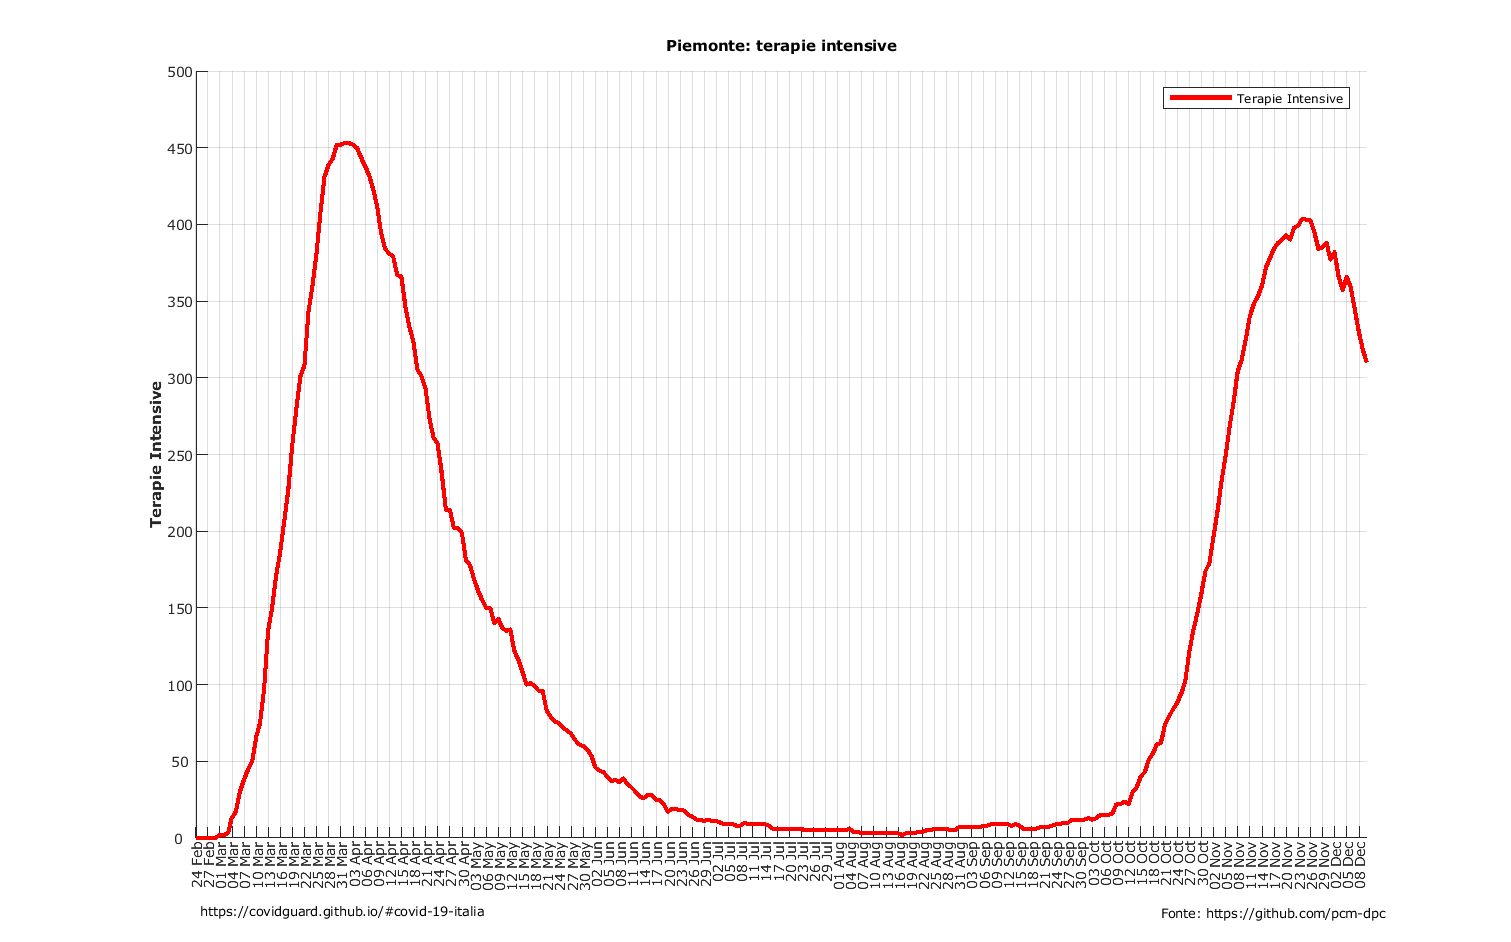 Piemonte: terapie intensive
Terapie Intensive
Terapie Intensive
500
450
400
350
300
250
200
150
100
50
0
24 Feb
27 Feb
01 Mar
04 Mar
07 Mar
10 Mar
13 Mar
16 Mar
19 Mar
22 Mar
25 Mar
28 Mar
31 Mar
03 Apr
06 Apr
09 Apr
12 Apr
15 Apr
18 Apr
21 Apr
24 Apr
27 Apr
30 Apr
03 May
06 May
09 May
12 May
15 May
18 May
21 May
24 May
27 May
30 May
02 Jun
05 Jun
08 Jun
11 Jun
14 Jun
17 Jun
20 Jun
23 Jun
26 Jun
29 Jun
02 Jul
05 Jul
08 Jul
11 Jul
14 Jul
17 Jul
20 Jul
23 Jul
26 Jul
29 Jul
01 Aug
04 Aug
07 Aug
10 Aug
13 Aug
16 Aug
19 Aug
22 Aug
25 Aug
28 Aug
31 Aug
03 Sep
06 Sep
09 Sep
12 Sep
15 Sep
18 Sep
21 Sep
24 Sep
27 Sep
30 Sep
03 Oct
06 Oct
09 Oct
12 Oct
15 Oct
18 Oct
21 Oct
24 Oct
27 Oct
30 Oct
02 Nov
05 Nov
08 Nov
11 Nov
14 Nov
17 Nov
20 Nov
23 Nov
26 Nov
29 Nov
02 Dec
05 Dec
08 Dec
https://covidguard.github.io/#covid-19-italia
Fonte: https://github.com/pcm-dpc